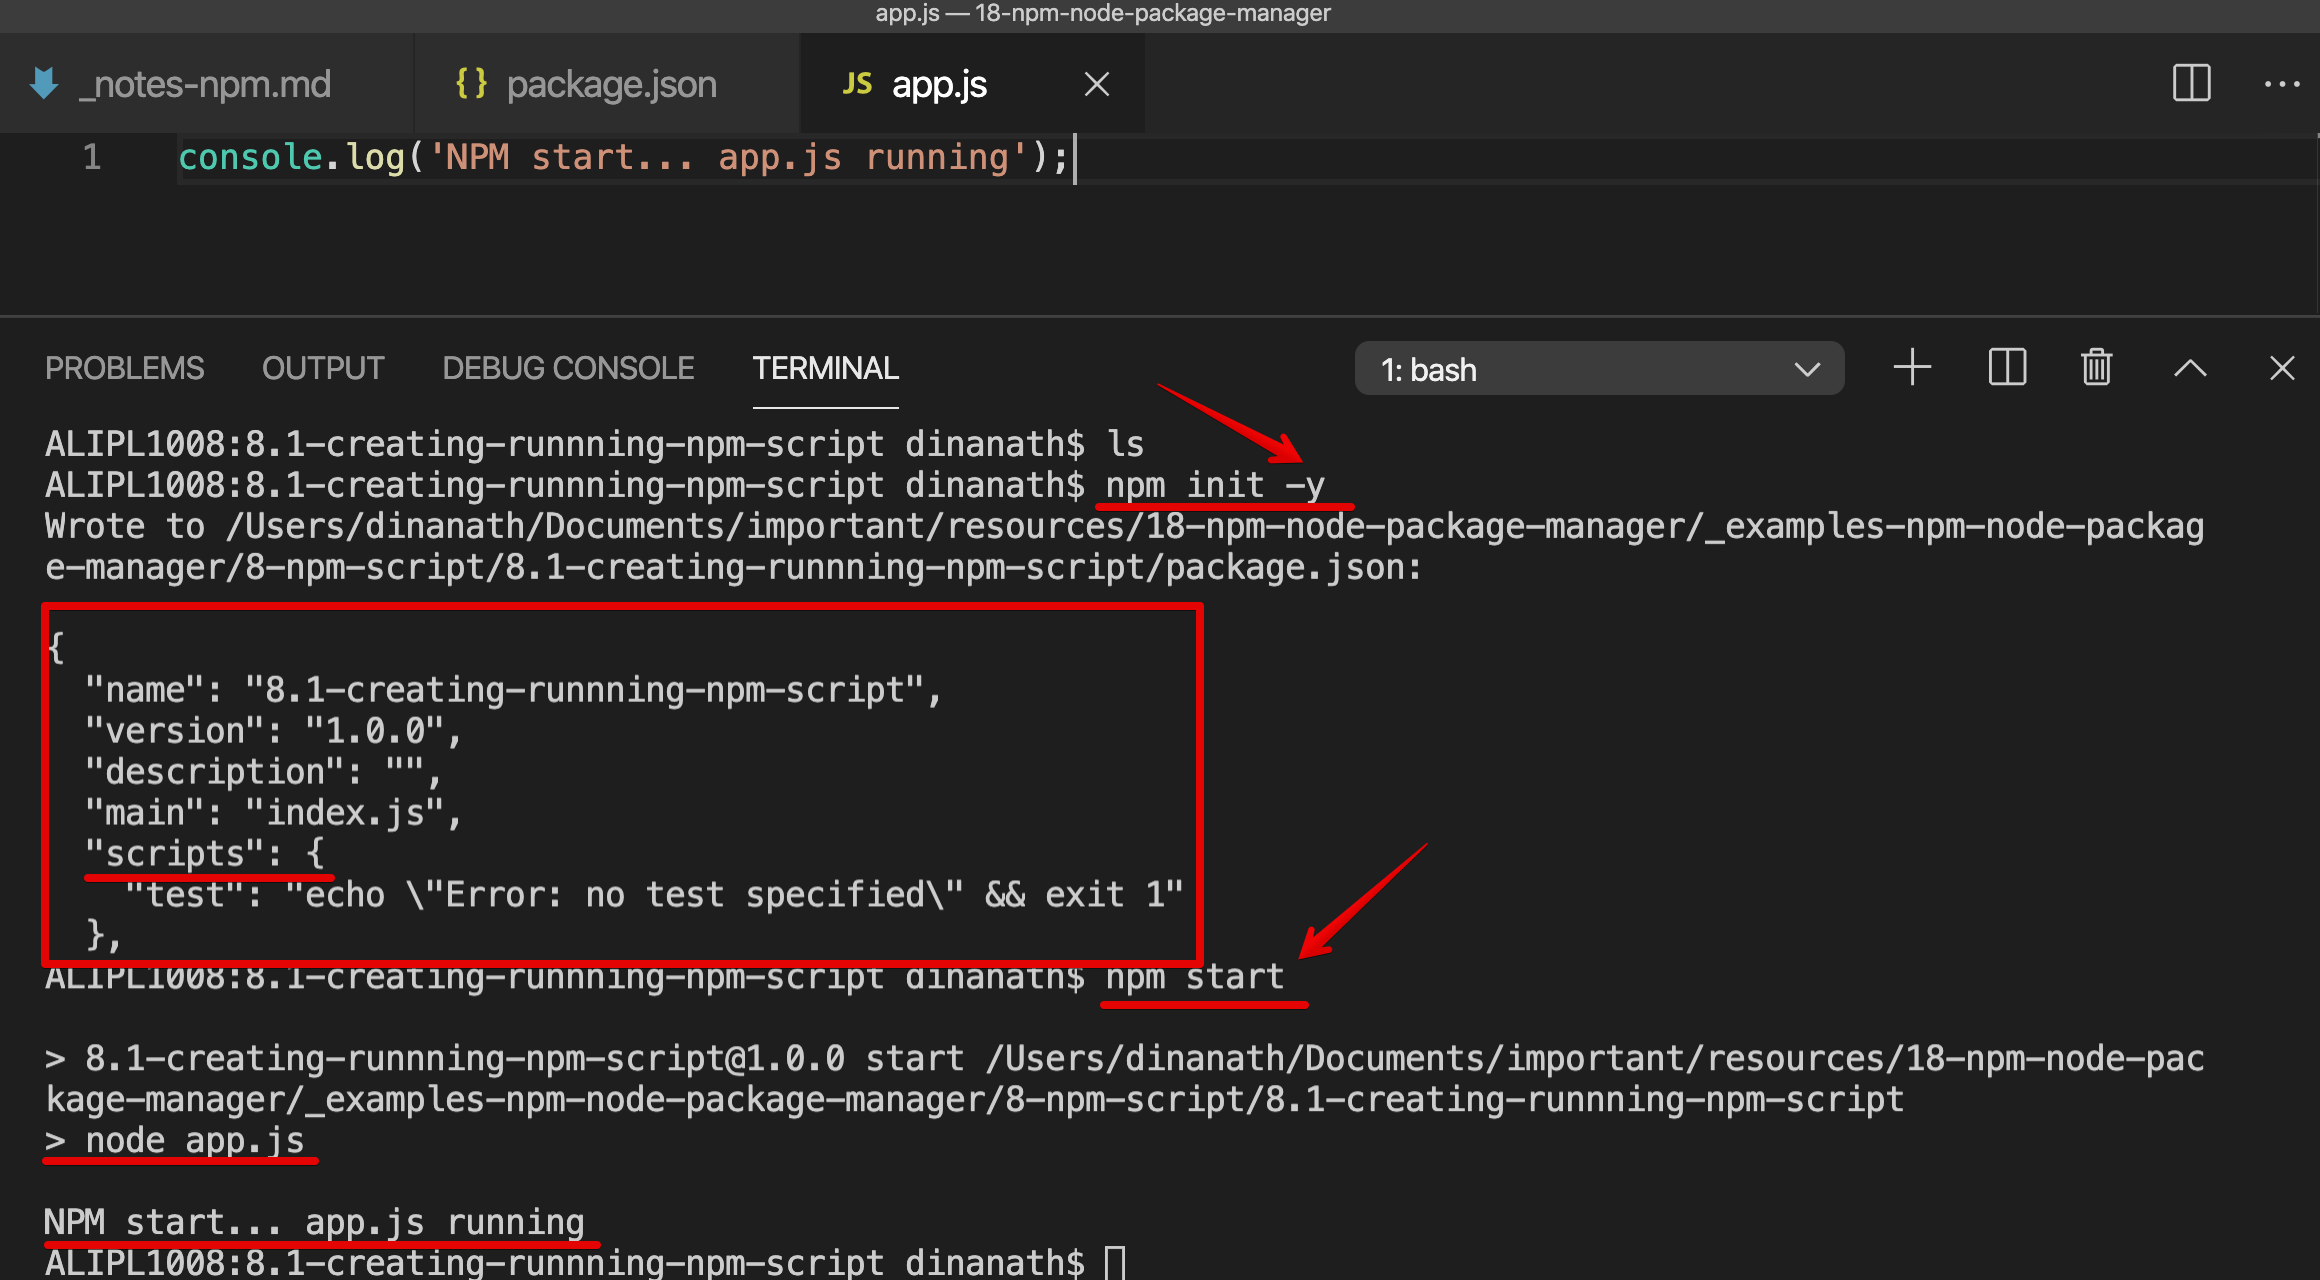 app.js — 18-npm-node-package-manager
_notes-npm.md {} package.json JS app.js
1 console.log('NPM start... app.js running');
PROBLEMS OUTPUT DEBUG CONSOLE TERMINAL 1: bash
ALIPL1008:8.1-creating-runnning-npm-script dinanath$ ls
ALIPL1008:8.1-creating-runnning-npm-script dinanath$ npm init -y
Wrote to /Users/dinanath/Documents/important/resources/18-npm-node-package-manager/_examples-npm-node-packag
e-manager/8-npm-script/8.1-creating-runnning-npm-script/package.json:
{
"name": "8.1-creating-runnning-npm-script",
"version": "1.0.0",
"description": "",
"main": "index.js",
"scripts": {
"test": "echo \"Error: no test specified\" && exit 1"
},
ALIPL1008:8.1-creating-runnning-npm-script dinanath$ npm start
> 8.1-creating-runnning-npm-script@1.0.0 start /Users/dinanath/Documents/important/resources/18-npm-node-pac
kage-manager/_examples-npm-node-package-manager/8-npm-script/8.1-creating-runnning-npm-script
> node app.js
NPM start... app.js running
ALIPL1008:8.1-creating-runnning-npm-script dinanath$